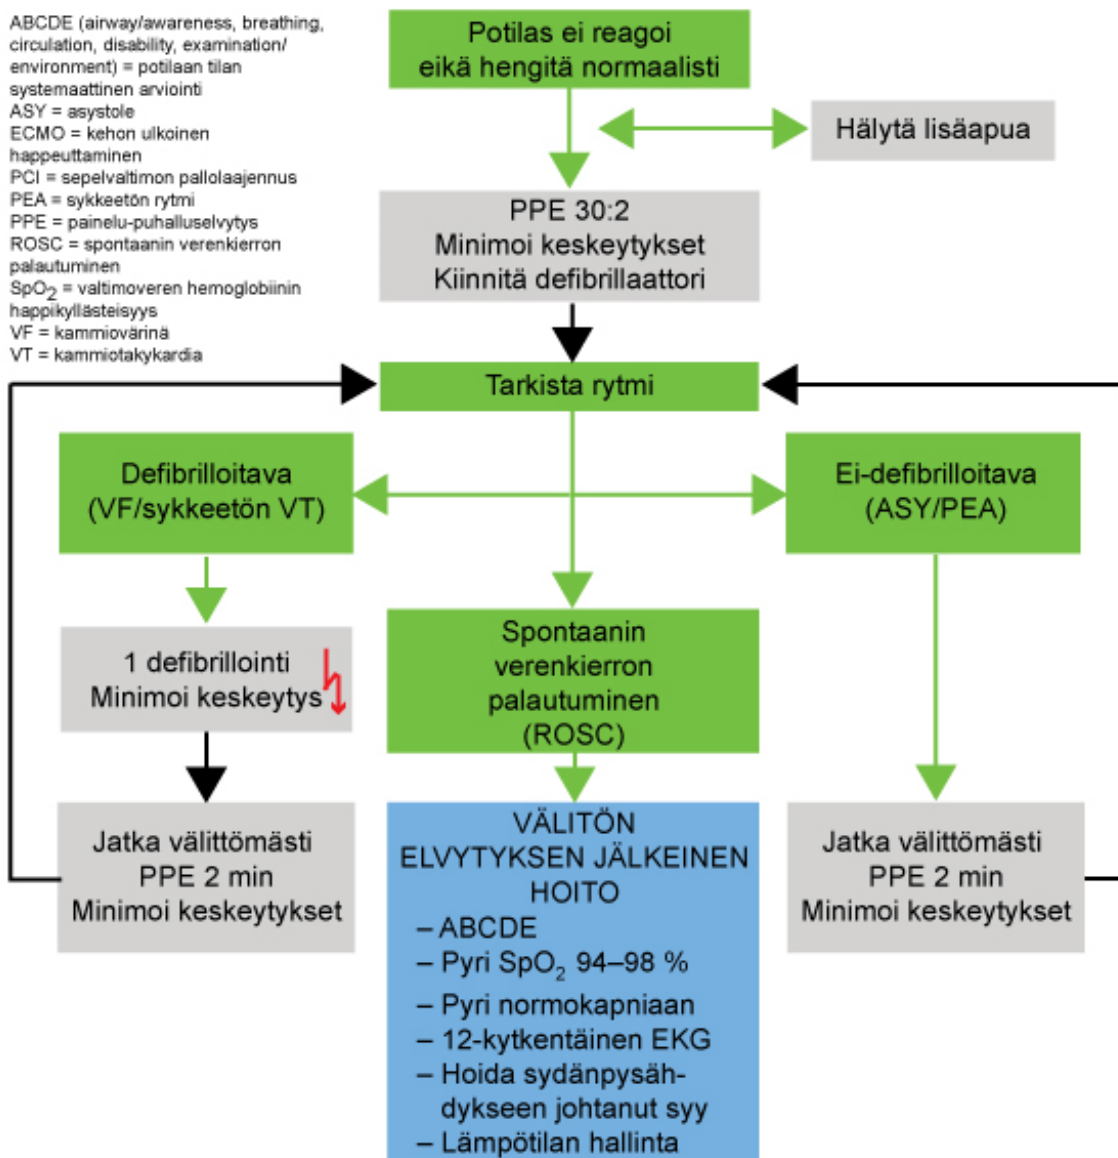 ABCDE (airway/awareness, breathing,
circulation, disability, examination/
environment) = potilaan tilan
systemaattinen arviointi
ASY = asystole
ECMO = kehon ulkoinen
happeuttaminen
PCI = sepelvaltimon pallolaajennus
PEA = sykkeetön rytmi
PPE = painelu-puhalluselvytys
ROSC = spontaanin verenkierron
palautuminen
SpO₂ = valtimoveren hemoglobiinin
happikyllästeisyys
VF = kammiovärinä
VT = kammiotakykardia
Potilas ei reagoi
eikä hengitä normaalisti
Hälytä lisäapua
PPE 30:2
Minimoi keskeytykset
Kiinnitä defibrillaattori
Tarkista rytmi
Defibrilloitava
(VF/sykkeetön VT)
Ei-defibrilloitava
(ASY/PEA)
1 defibrillointi
Minimoi keskeytys
Spontaanin
verenkierron
palautuminen
(ROSC)
Jatka välittömästi
PPE 2 min
Minimoi keskeytykset
VÄLITÖN
ELVYTYKSEN JÄLKEINEN
HOITO
– ABCDE
– Pyri SpO₂ 94–98 %
– Pyri normokapniaan
– 12-kytkentäinen EKG
– Hoida sydänpysäh-
dykseen johtanut syy
– Lämpötilan hallinta
Jatka välittömästi
PPE 2 min
Minimoi keskeytykset